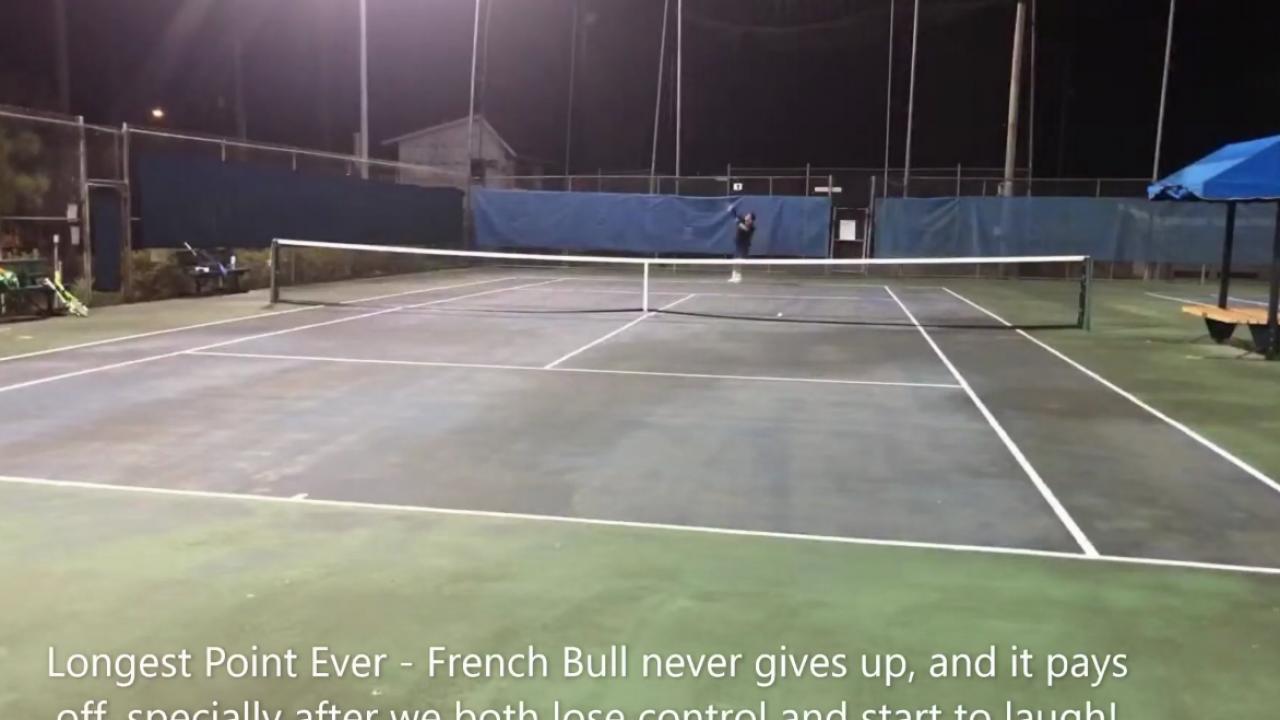 Longest Point Ever - French Bull never gives up, and it pays
off, specially after we both lose control and start to laugh!